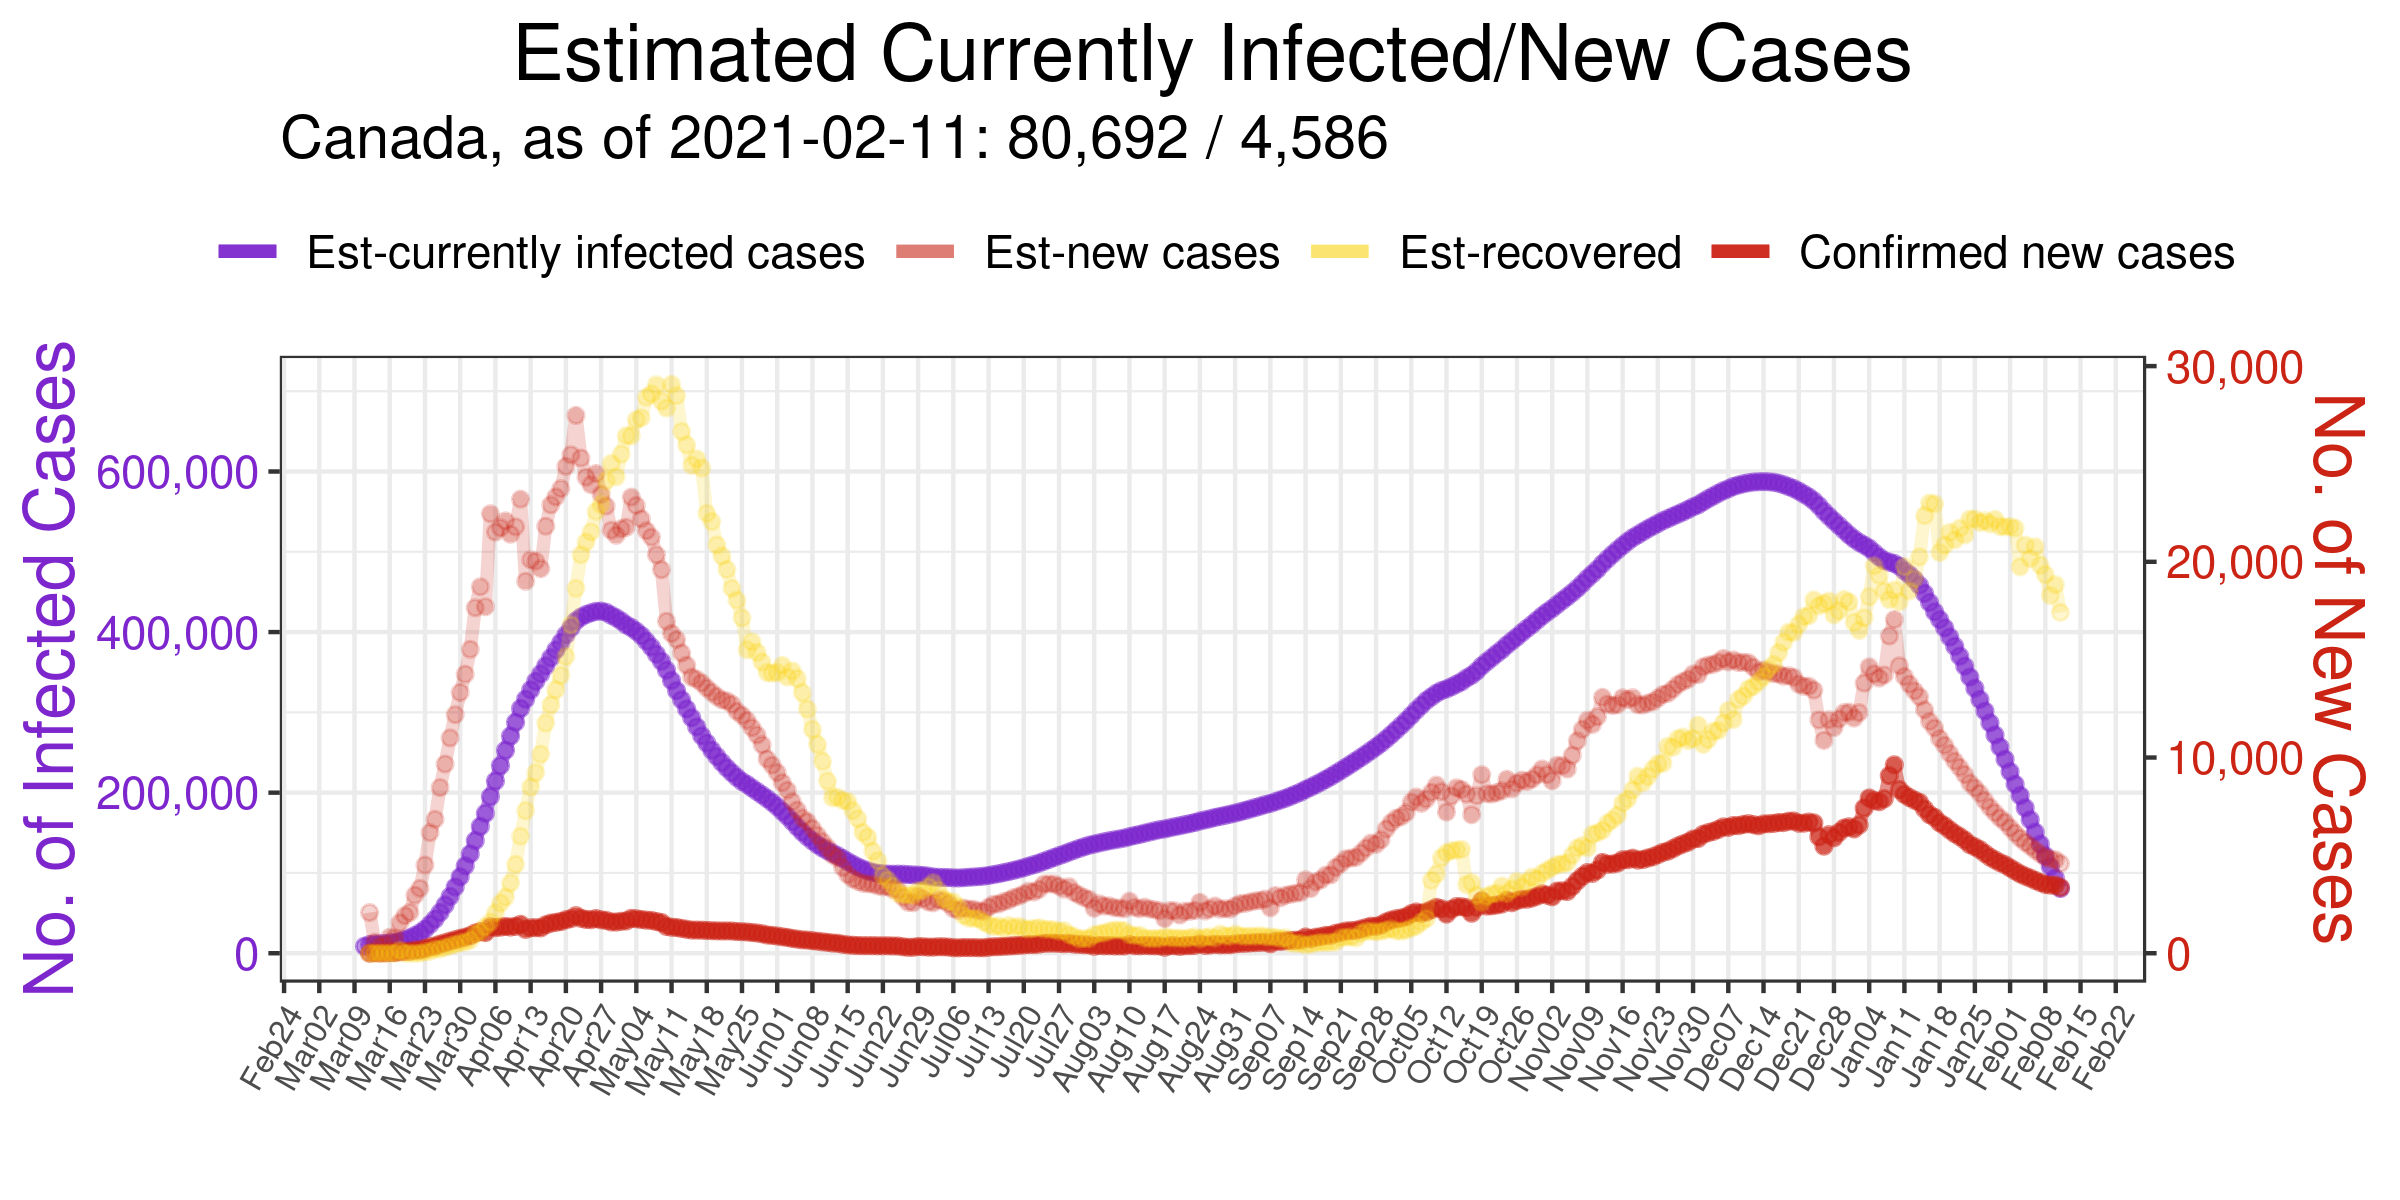 Estimated Currently Infected/New Cases
Canada, as of 2021-02-11: 80,692 / 4,586
Est-currently infected cases Est-new cases Est-recovered Confirmed new cases
No. of Infected Cases
600,000
400,000
200,000
0
30,000
20,000
10,000
0
No. of New Cases
Feb24 Mar02 Mar09 Mar16 Mar23 Mar30 Apr06 Apr13 Apr20 Apr27 May04 May11 May18 May25 Jun01 Jun08 Jun15 Jun22 Jun29 Jul06 Jul13 Jul20 Jul27 Aug03 Aug10 Aug17 Aug24 Aug31 Sep07 Sep14 Sep21 Sep28 Oct05 Oct12 Oct19 Oct26 Nov02 Nov09 Nov16 Nov23 Nov30 Dec07 Dec14 Dec21 Dec28 Jan04 Jan11 Jan18 Jan25 Feb01 Feb08 Feb15 Feb22